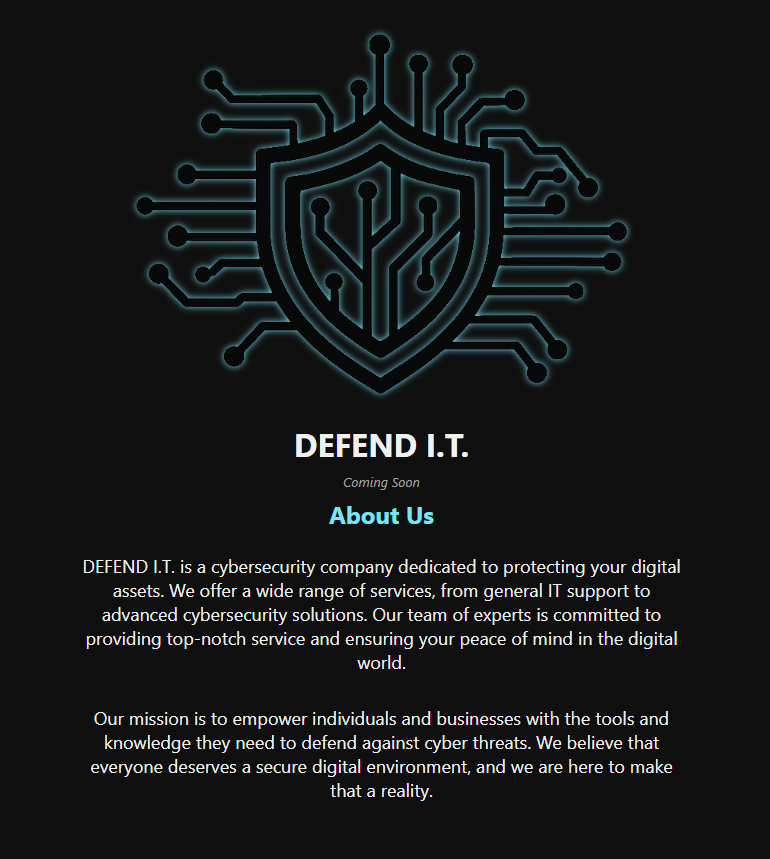 DEFEND I.T.
Coming Soon
About Us
DEFEND I.T. is a cybersecurity company dedicated to protecting your digital
assets. We offer a wide range of services, from general IT support to
advanced cybersecurity solutions. Our team of experts is committed to
providing top-notch service and ensuring your peace of mind in the digital
world.
Our mission is to empower individuals and businesses with the tools and
knowledge they need to defend against cyber threats. We believe that
everyone deserves a secure digital environment, and we are here to make
that a reality.